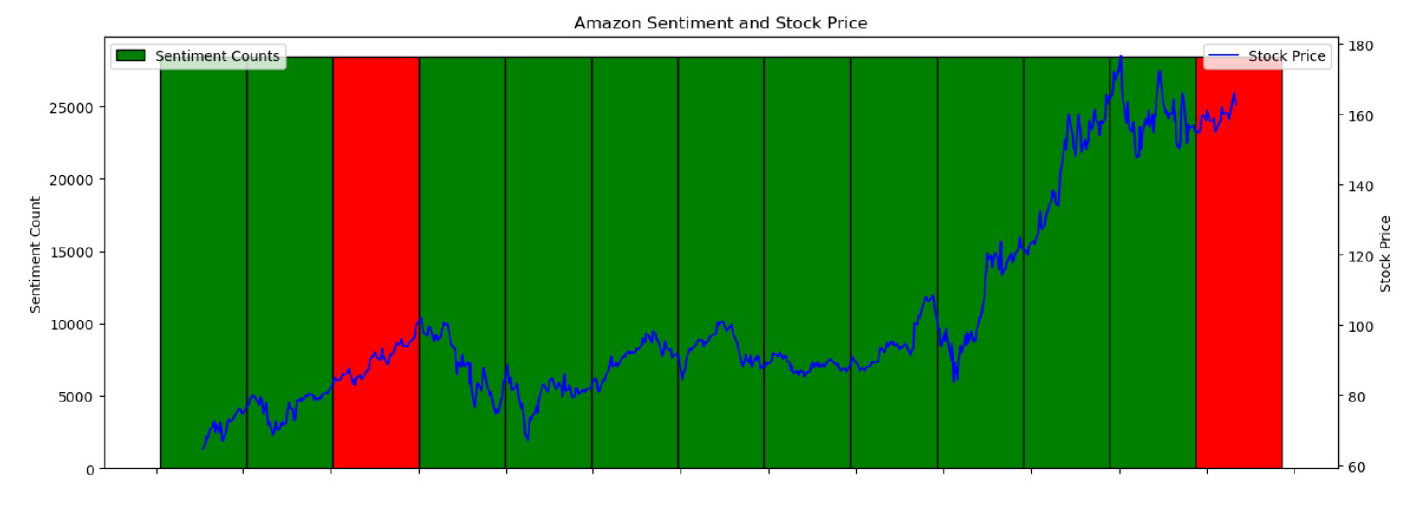 Amazon Sentiment and Stock Price
Sentiment Counts
Stock Price
25000
20000
15000
10000
5000
0
Sentiment Count
180
160
140
120
100
80
60
Stock Price